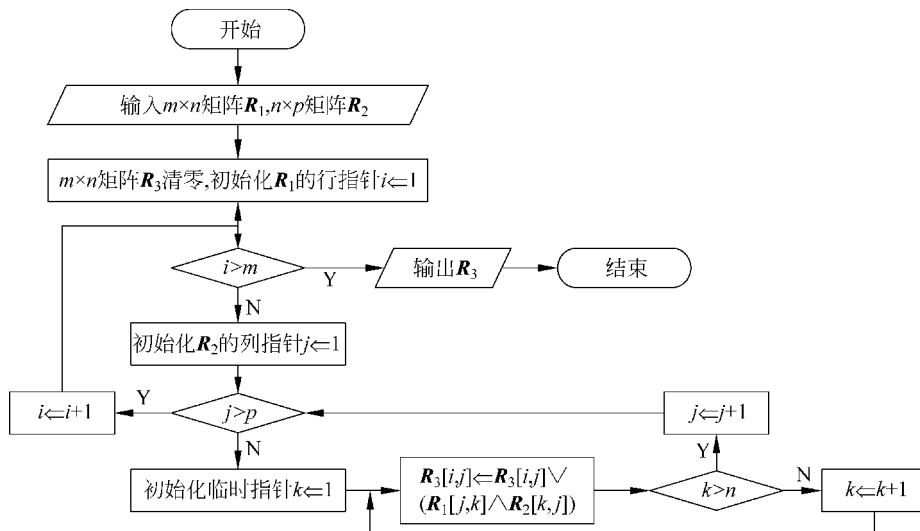 开始
输入m×n矩阵R₁,n×p矩阵R₂
m×n矩阵R₃清零,初始化R₁的行指针i⇐1
i>m
Y
输出R₃
结束
N
初始化R₂的列指针j⇐1
i⇐i+1
Y
j>p
j⇐j+1
N
Y
初始化临时指针k⇐1
R₃[i,j]⇐R₃[i,j]∨
(R₁[j,k]∧R₂[k,j])
k>n
N
k⇐k+1